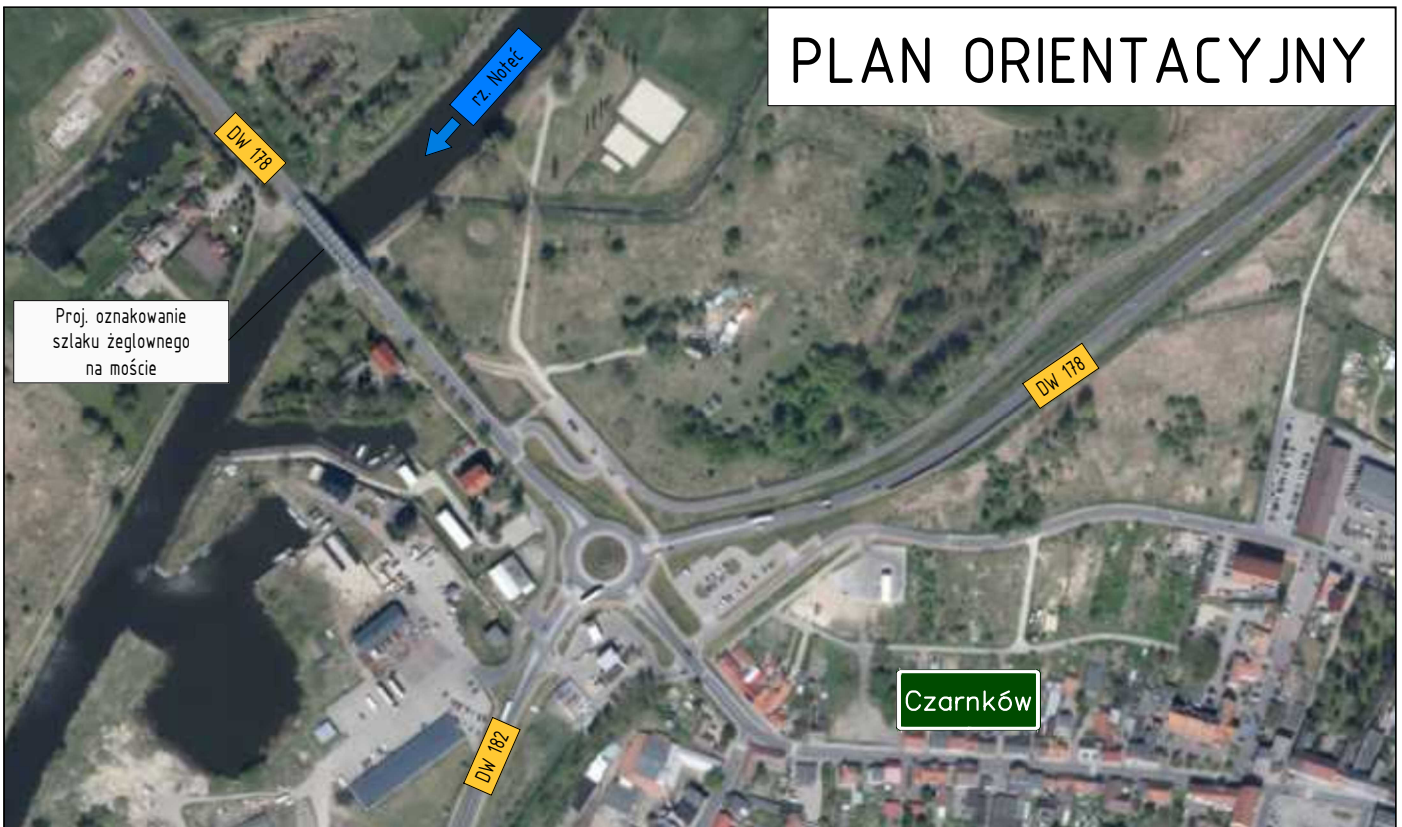 PLAN ORIENTACYJNY
rz. Noteć
DW 178
Proj. oznakowanie
szlaku żeglownego
na moście
DW 178
Czarnków
DW 182